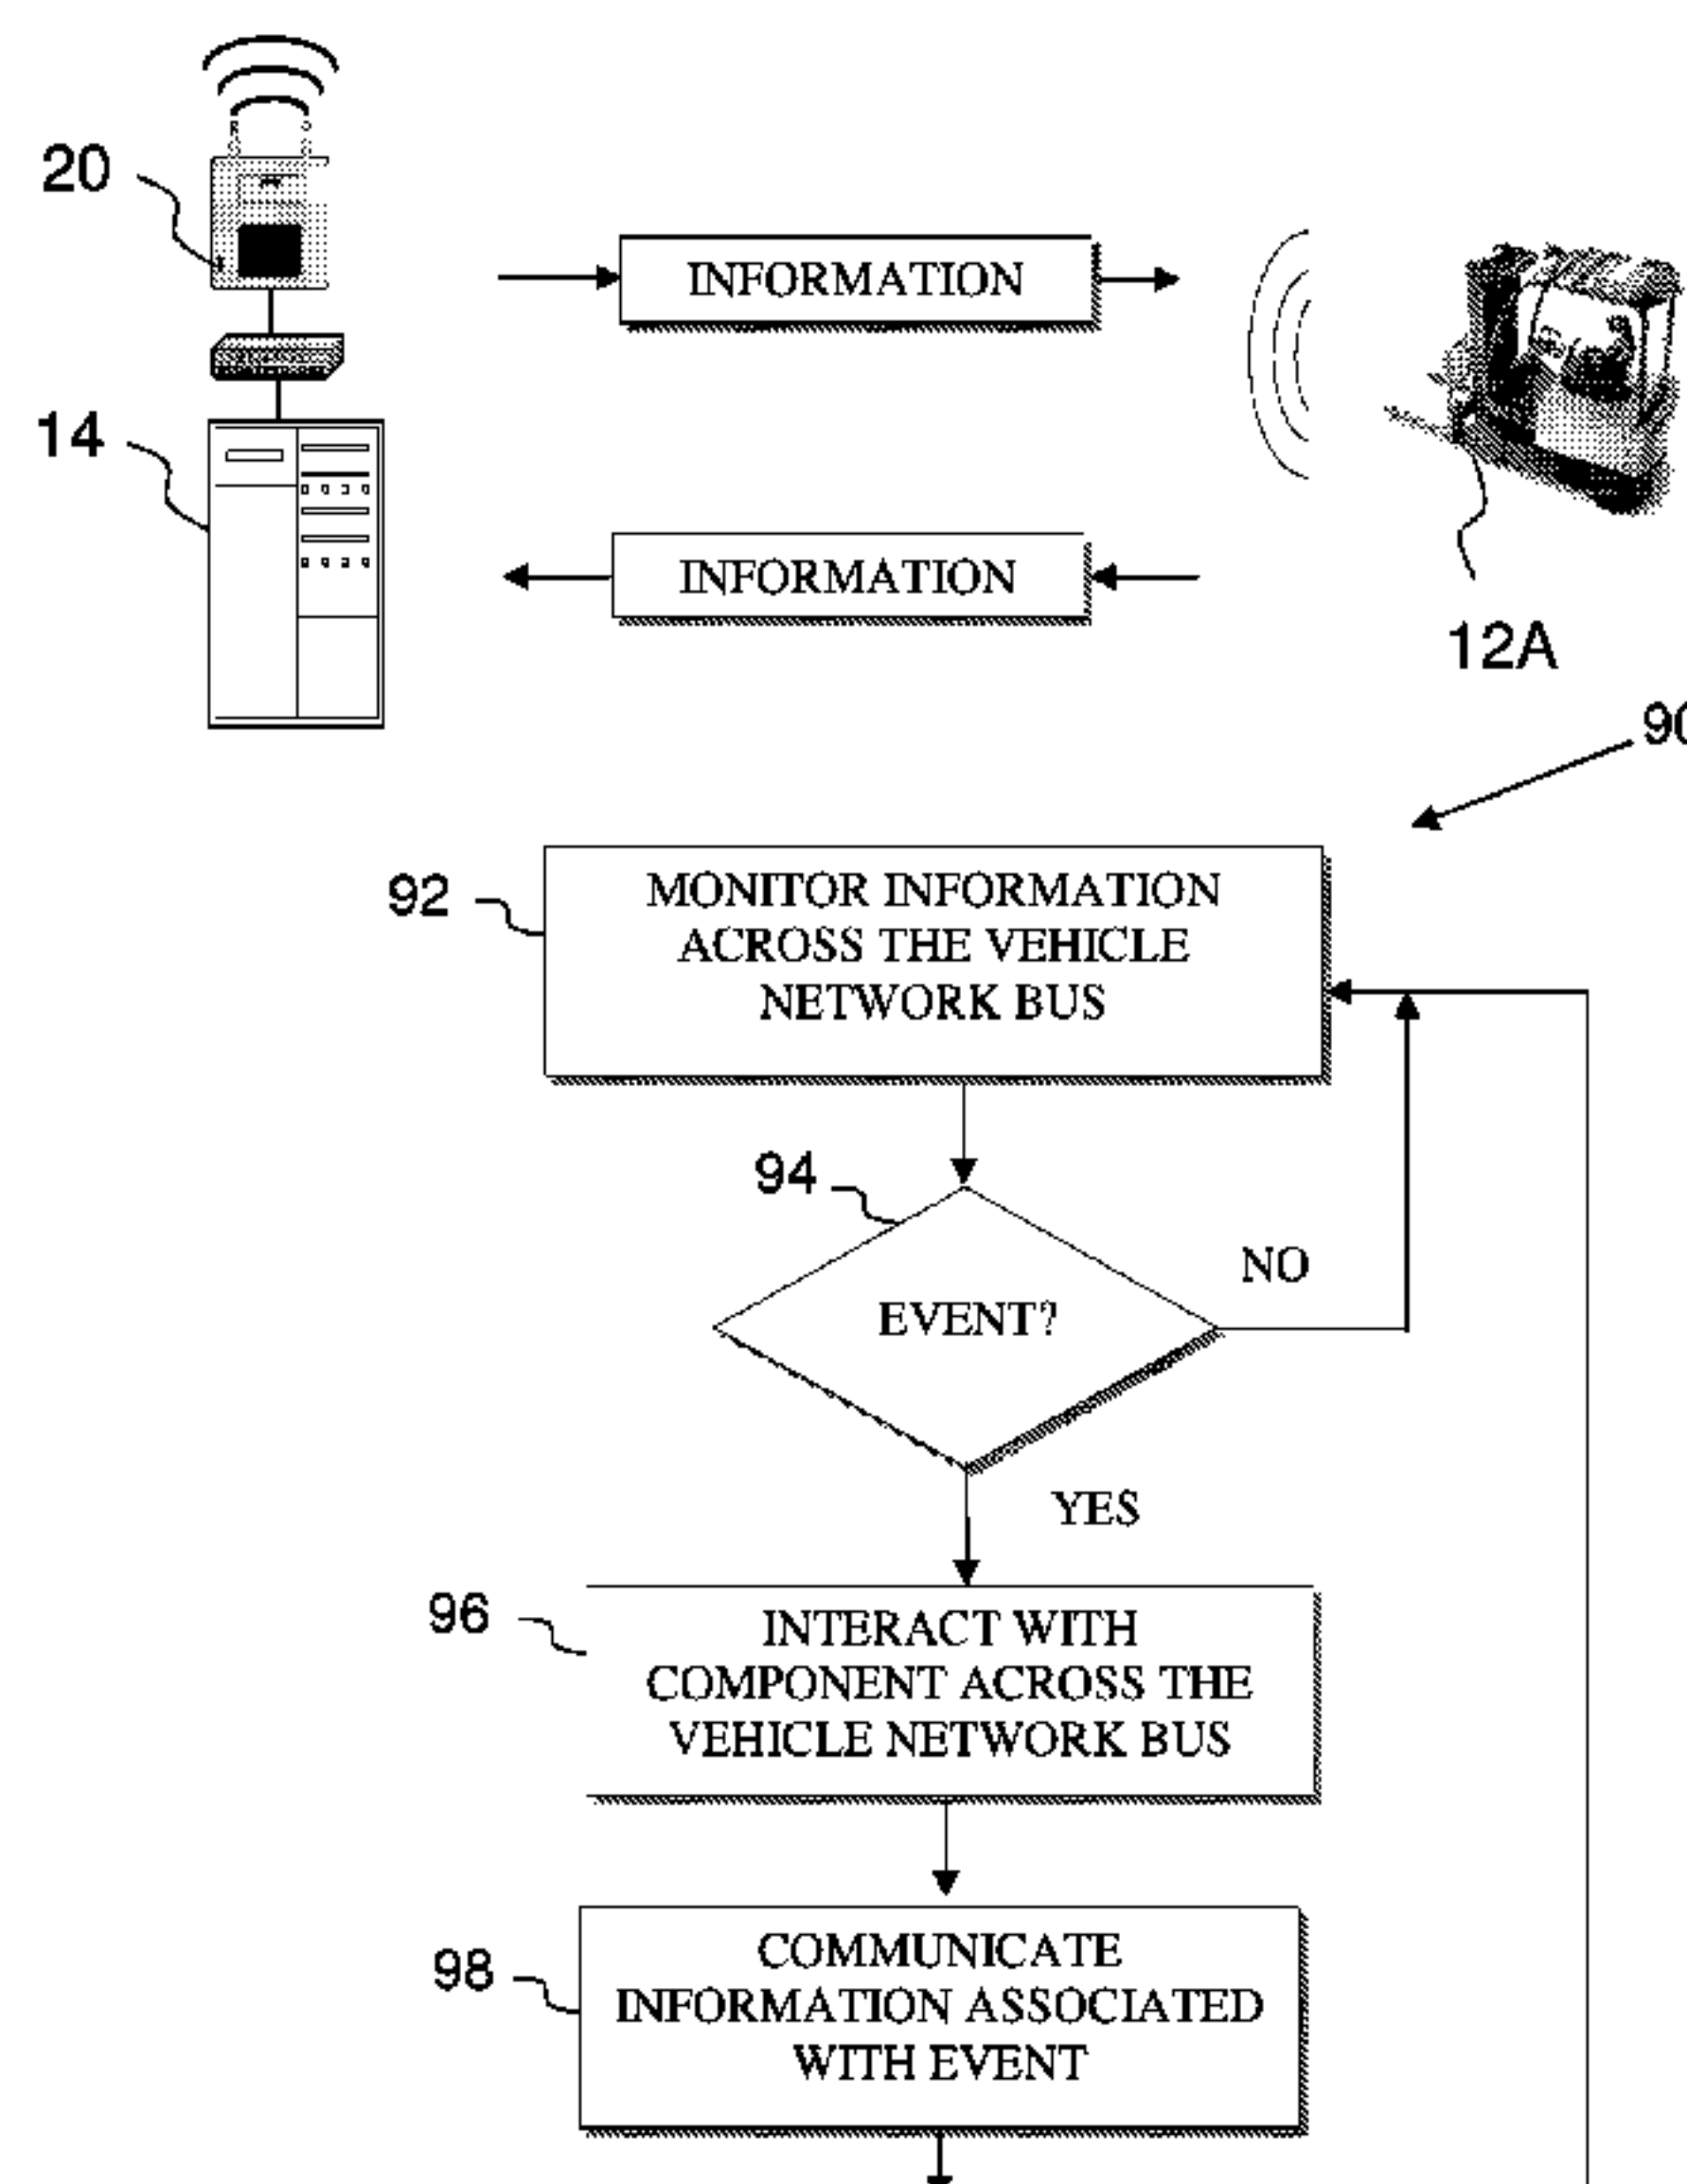 20
INFORMATION
14
INFORMATION
12A
90
92
MONITOR INFORMATION
ACROSS THE VEHICLE
NETWORK BUS
94
NO
EVENT?
YES
96
INTERACT WITH
COMPONENT ACROSS THE
VEHICLE NETWORK BUS
98
COMMUNICATE
INFORMATION ASSOCIATED
WITH EVENT